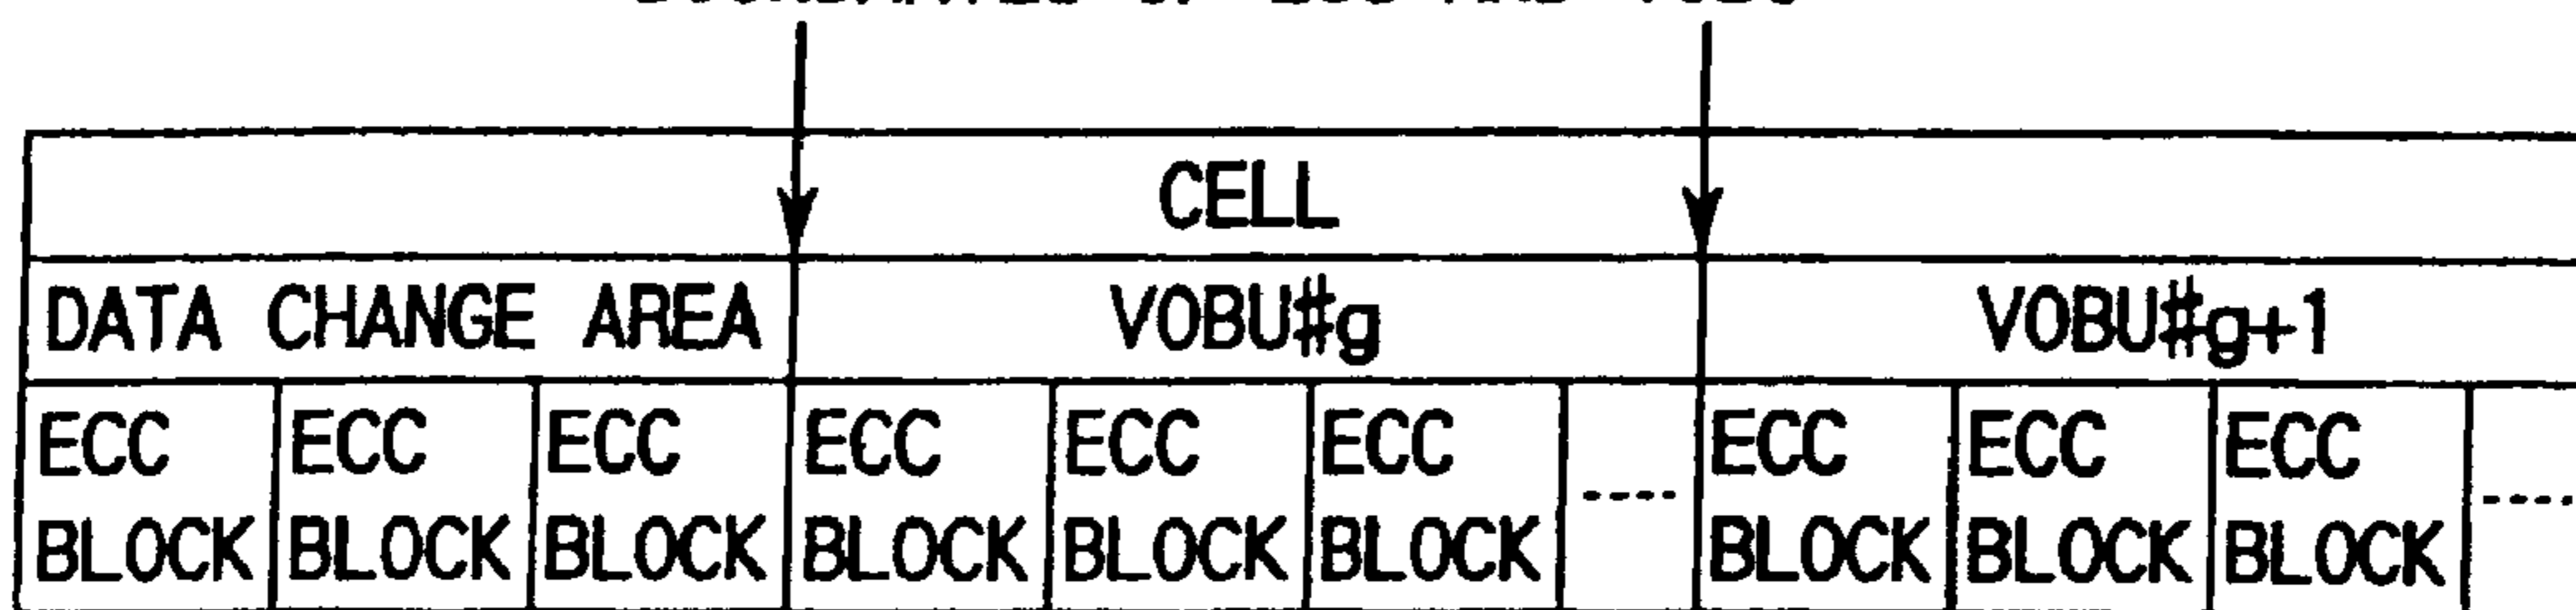 CELL
DATA CHANGE AREA VOBU#g VOBU#g+1
ECC ECC ECC ECC ECC ECC ECC ECC ECC
BLOCK BLOCK BLOCK BLOCK BLOCK BLOCK ---- BLOCK BLOCK BLOCK ----